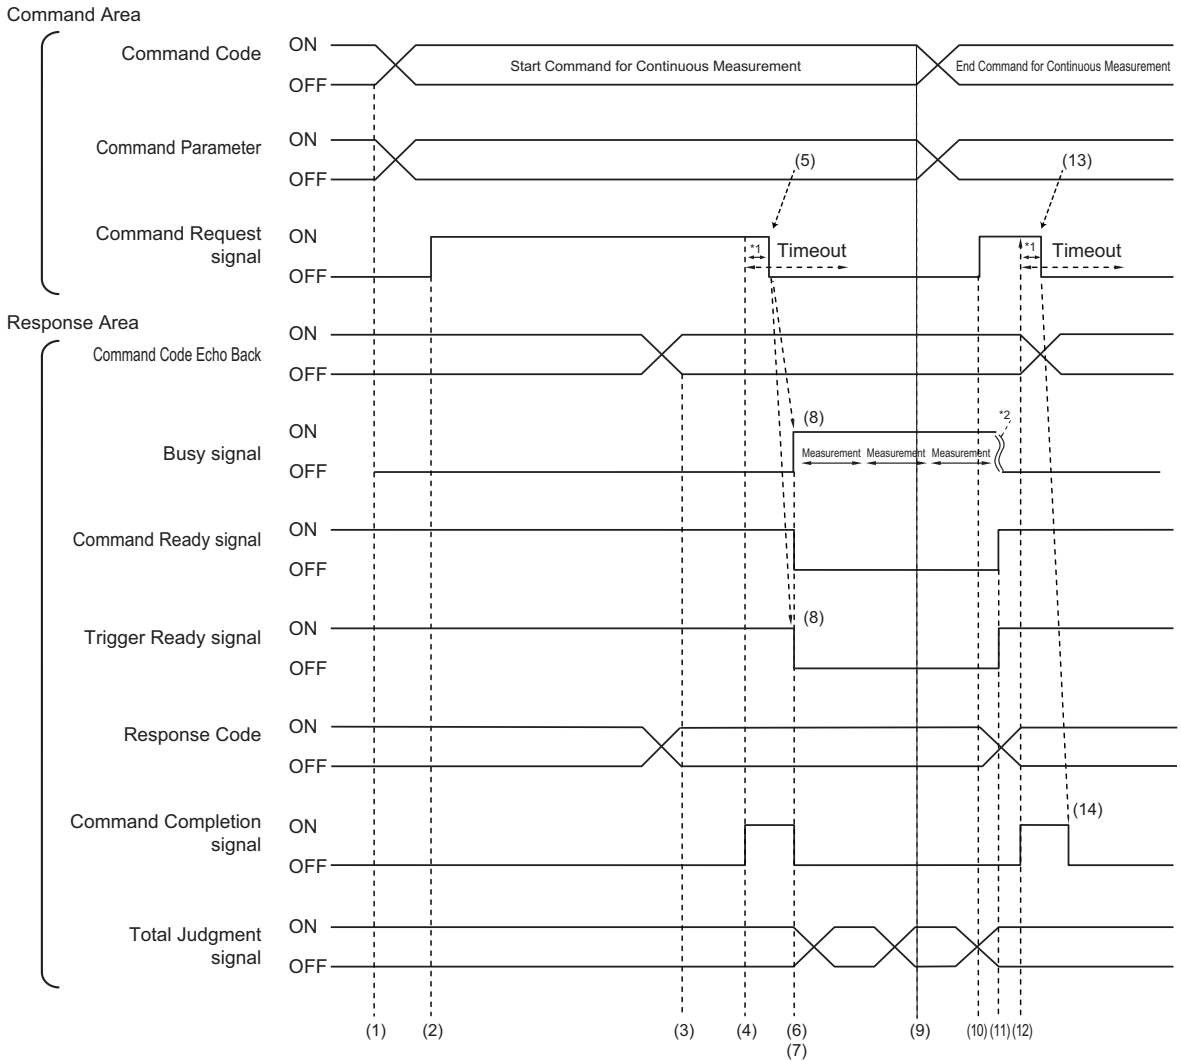 Command Area
Command Code
ON
OFF
Start Command for Continuous Measurement
End Command for Continuous Measurement
Command Parameter
ON
OFF
(5)
(13)
Command Request
signal
ON
OFF
*1
Timeout
*1
Timeout
Response Area
Command Code Echo Back
ON
OFF
Busy signal
ON
OFF
(8)
*2
Measurement
Measurement
Measurement
Command Ready signal
ON
OFF
Trigger Ready signal
ON
OFF
(8)
Response Code
ON
OFF
Command Completion
signal
ON
OFF
(14)
Total Judgment
signal
ON
OFF
(1) (2) (3) (4) (6) (9) (10) (11) (12)
(7)